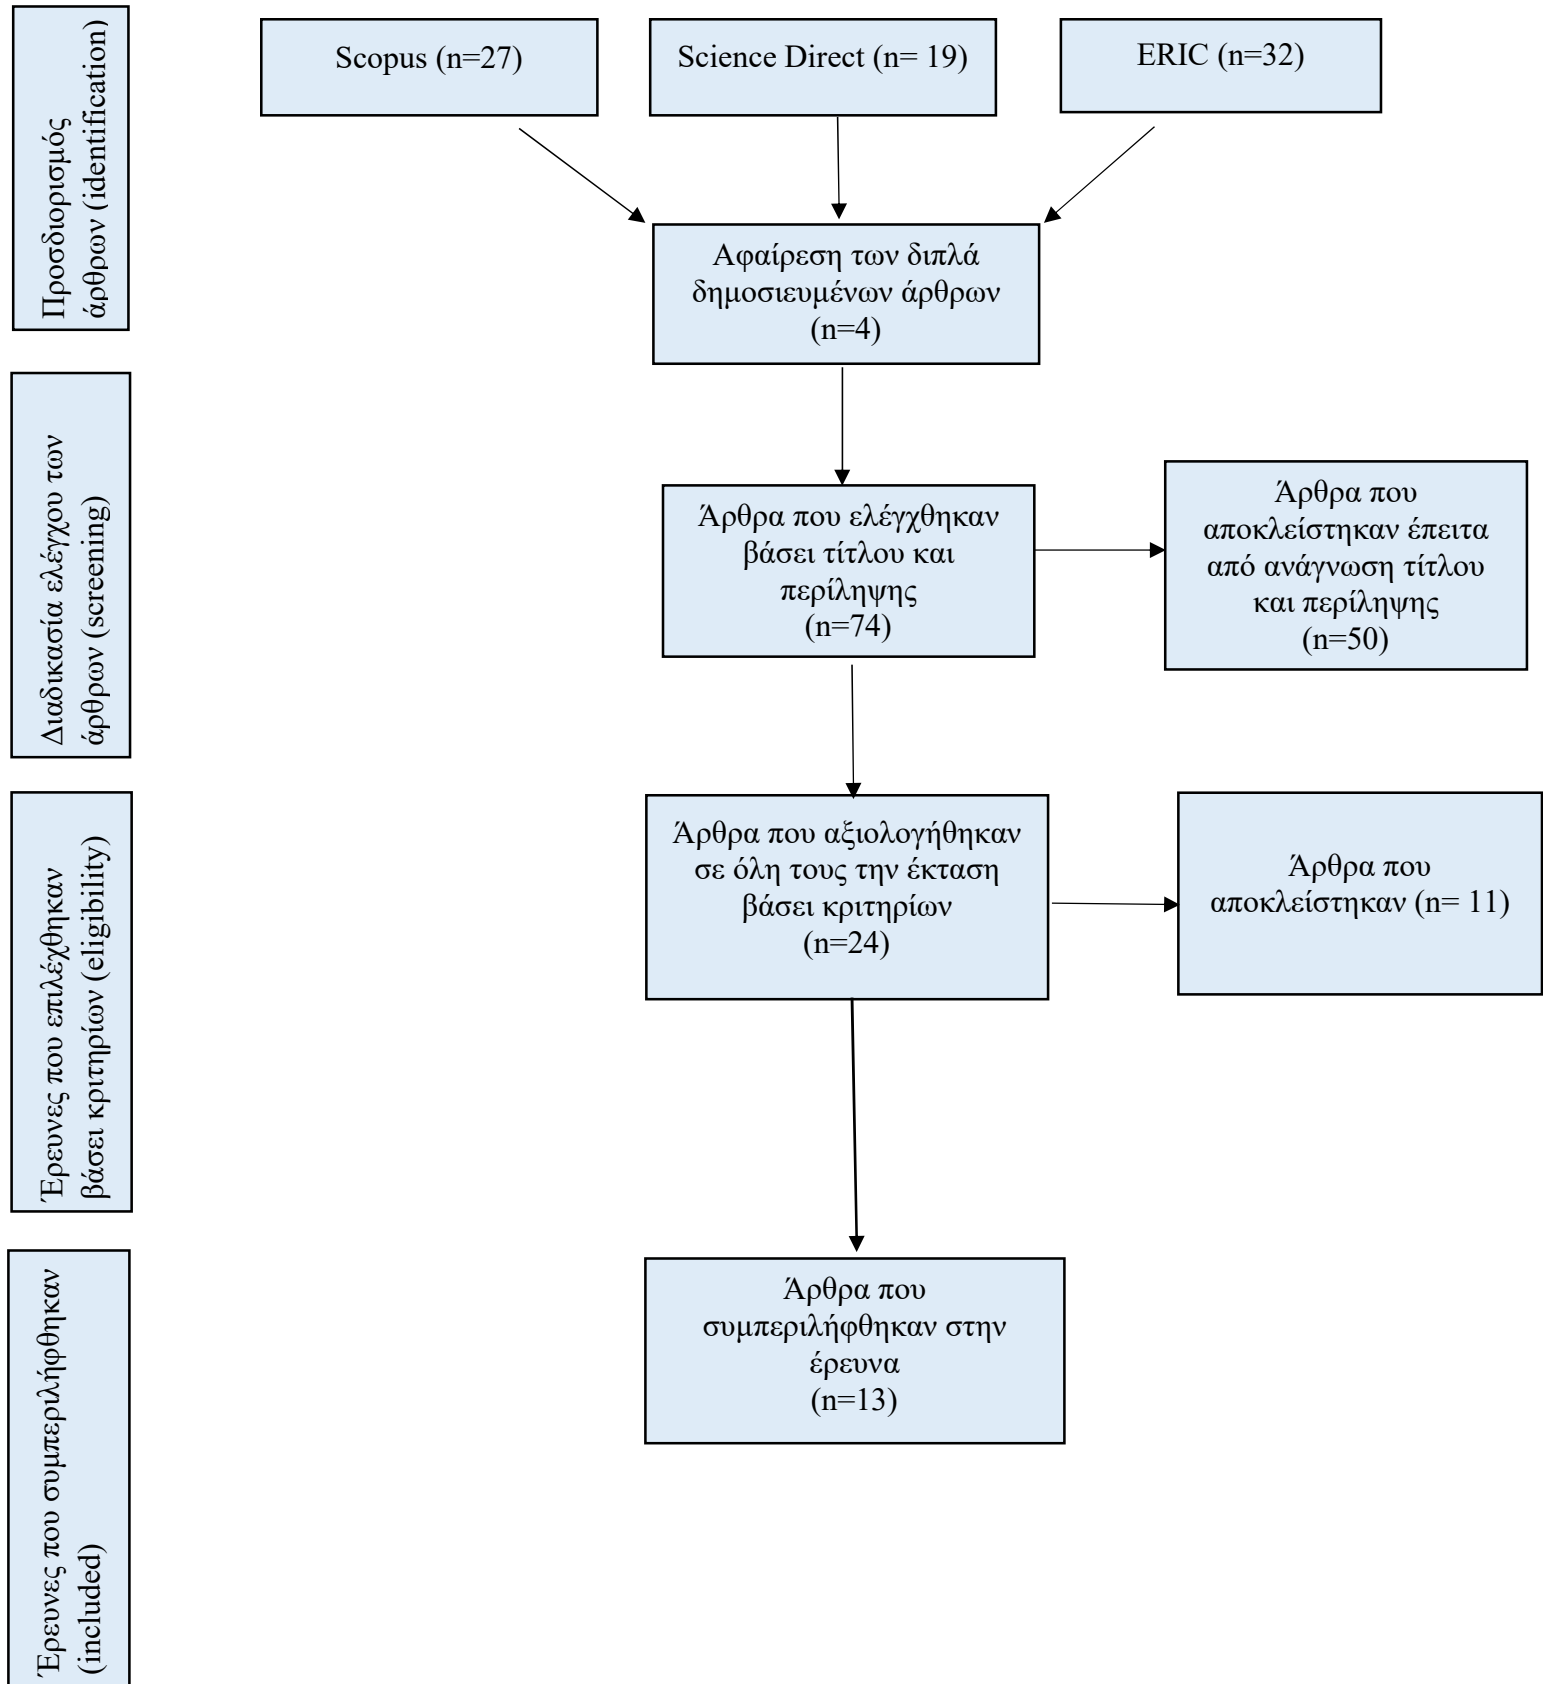 Προσδιορισμός
άρθρων (identification)
Scopus (n=27)
Science Direct (n= 19)
ERIC (n=32)
Αφαίρεση των διπλά
δημοσιευμένων άρθρων
(n=4)
Διαδικασία ελέγχου των
άρθρων (screening)
Άρθρα που ελέγχθηκαν
βάσει τίτλου και
περίληψης
(n=74)
Άρθρα που
αποκλείστηκαν έπειτα
από ανάγνωση τίτλου
και περίληψης
(n=50)
Έρευνες που επιλέχθηκαν
βάσει κριτηρίων (eligibility)
Άρθρα που αξιολογήθηκαν
σε όλη τους την έκταση
βάσει κριτηρίων
(n=24)
Άρθρα που
αποκλείστηκαν (n= 11)
Έρευνες που συμπεριλήφθηκαν
(included)
Άρθρα που
συμπεριλήφθηκαν στην
έρευνα
(n=13)